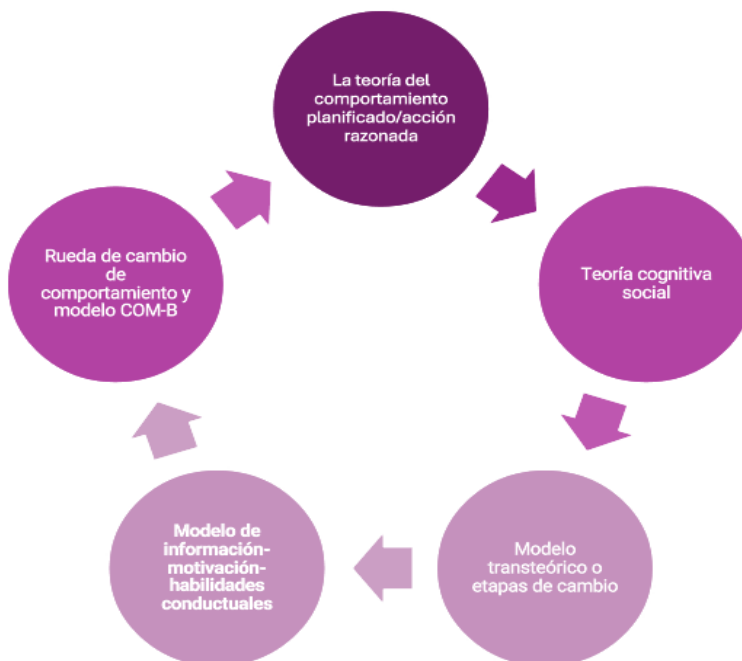 La teoría del
comportamiento
planificado/acción
razonada
Teoría cognitiva
social
Modelo
transteórico o
etapas de cambio
Modelo de
información-
motivación-
habilidades
conductuales
Rueda de cambio
de
comportamiento y
modelo COM-B